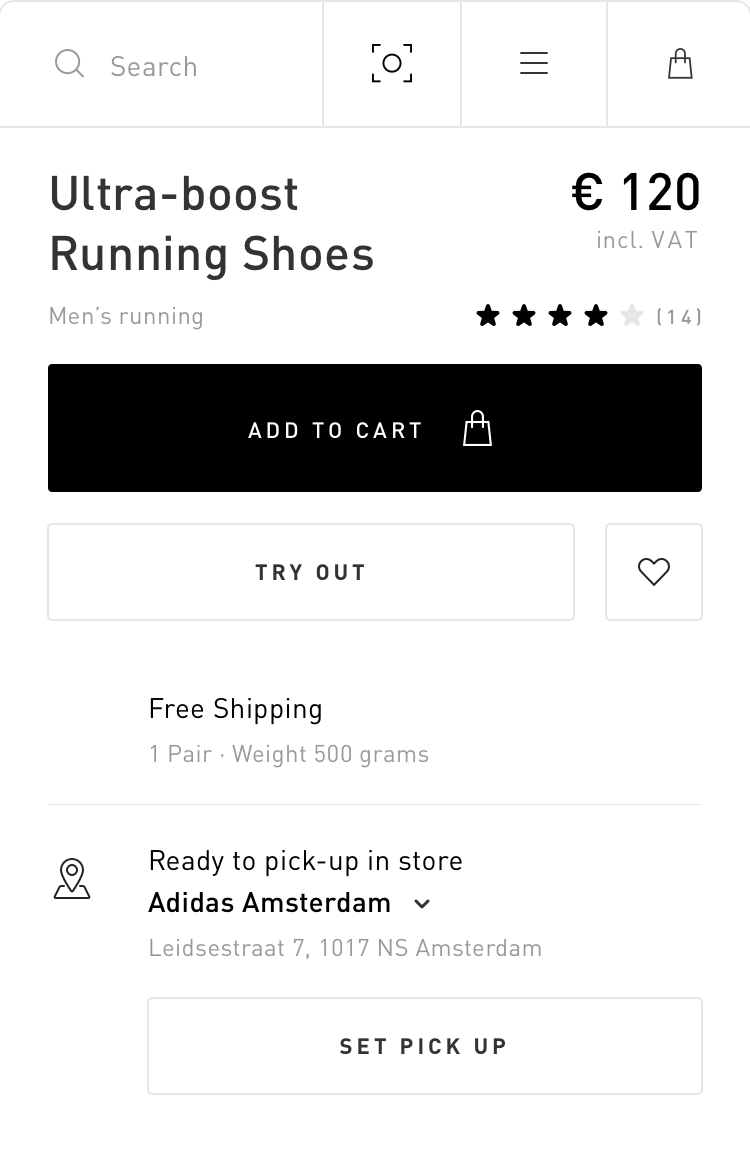 Search
Ultra-boost
Running Shoes
€ 120
incl. VAT
Men's running
(14)
ADD TO CART
TRY OUT
Free Shipping
1 Pair · Weight 500 grams
Ready to pick-up in store
Adidas Amsterdam
Leidsestraat 7, 1017 NS Amsterdam
SET PICK UP